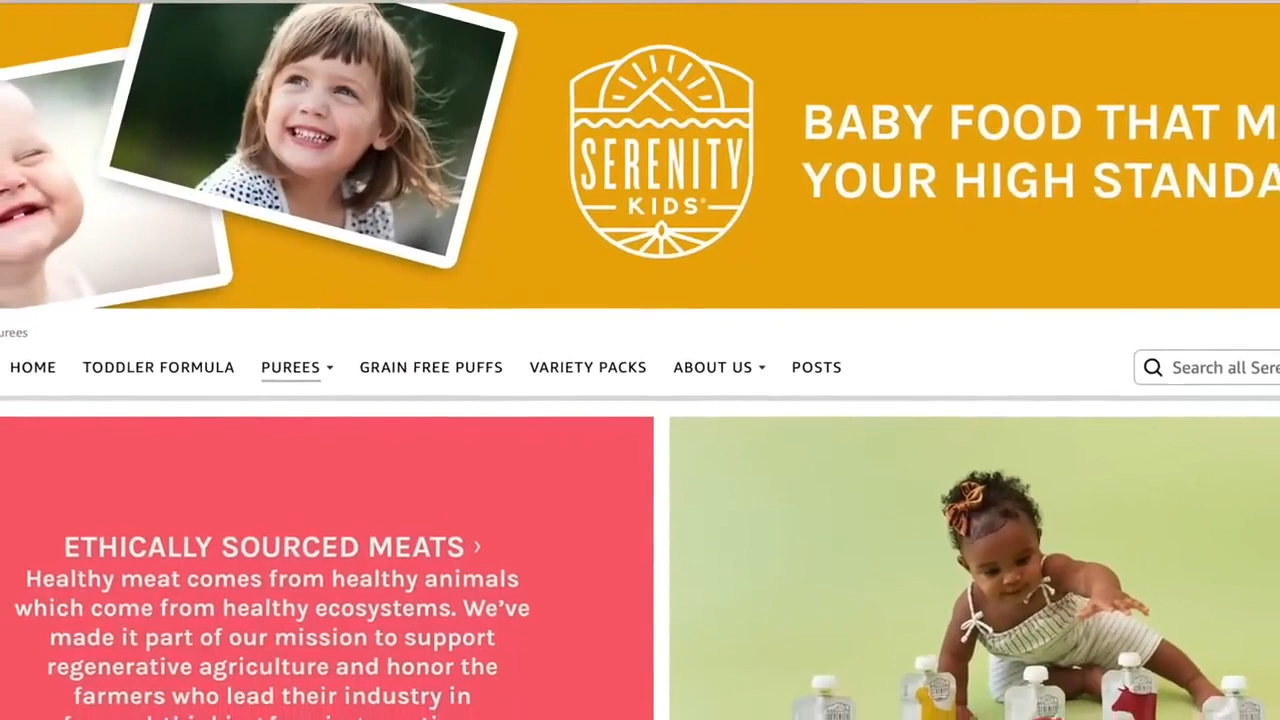 SERENITY
KIDS®
BABY FOOD THAT M
YOUR HIGH STANDA
urees
HOME TODDLER FORMULA PUREES GRAIN FREE PUFFS VARIETY PACKS ABOUT US POSTS
Search all Sere
ETHICALLY SOURCED MEATS ›
Healthy meat comes from healthy animals
which come from healthy ecosystems. We’ve
made it part of our mission to support
regenerative agriculture and honor the
farmers who lead their industry in